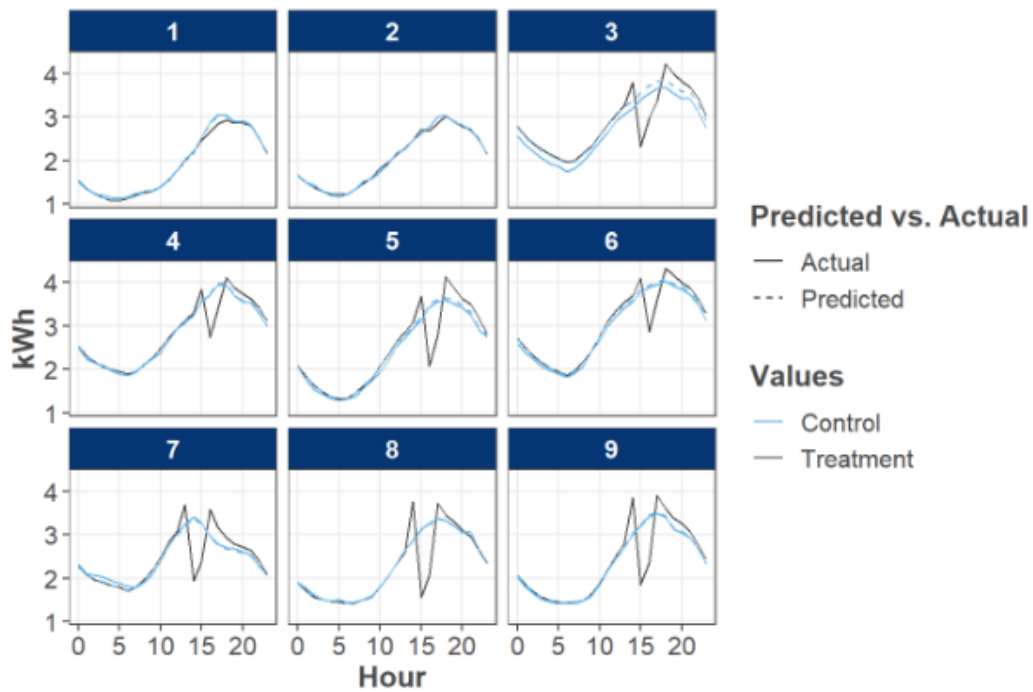 1 2 3
4
3
2
1
4 5 6
4
3
2
1
kWh
7 8 9
4
3
2
1
0 5 10 15 20 0 5 10 15 20 0 5 10 15 20
Hour
Predicted vs. Actual
Actual
Predicted
Values
Control
Treatment